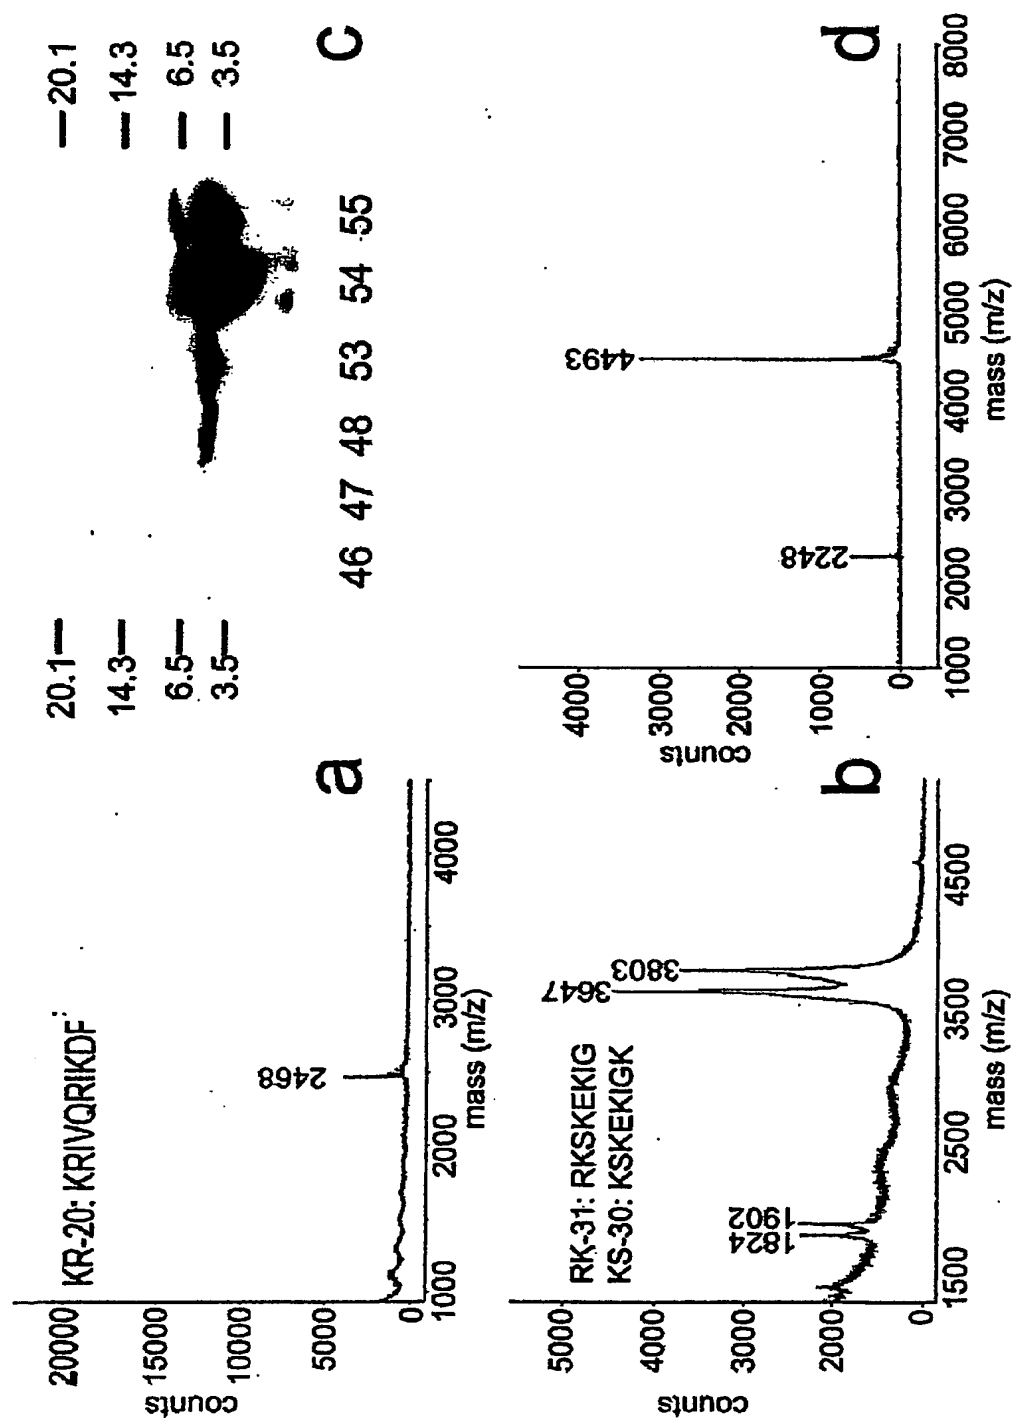 20000
15000
10000
5000
0
counts
KR-20: KRIVQRIKDF
2468
1000 2000 3000 4000
mass (m/z)
a
20.1
14.3
6.5
3.5
46 47 48 53 54 55
20.1
14.3
6.5
3.5
c
5000
4000
3000
2000
0
counts
RK-31: RKSKEKIG
KS-30: KSKEKIGK
1824
1902
3647
3803
1500 2500 3500 4500
mass (m/z)
b
4000
3000
2000
1000
0
counts
2248
4493
1000 2000 3000 4000 5000 6000 7000 8000
mass (m/z)
d